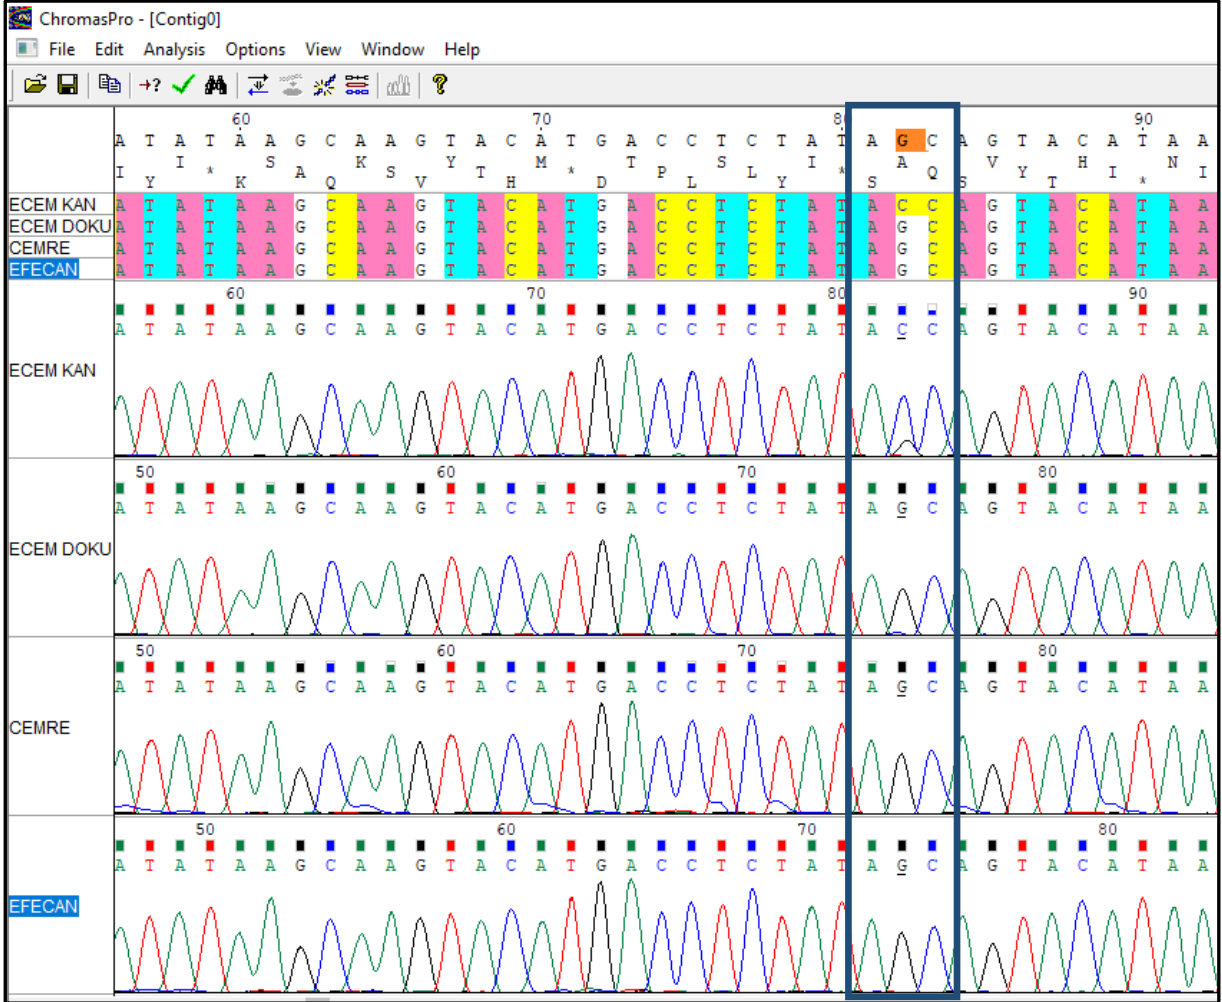 ChromasPro - [Contig0]
File Edit Analysis Options View Window Help
60 70 80 90
A T A T A A G C A A G T A C A T G A C C T C T A T A G C A G T A C A T A A
I S K Y M T S I A V H N
I * A S T * P L * Q Y I I
Y K Q V H D L Y S S T *
ECEM KAN A T A T A A G C A A G T A C A T G A C C T C T A T A C C A G T A C A T A A
ECEM DOKU A T A T A A G C A A G T A C A T G A C C T C T A T A G C A G T A C A T A A
CEMRE A T A T A A G C A A G T A C A T G A C C T C T A T A G C A G T A C A T A A
EFECAN A T A T A A G C A A G T A C A T G A C C T C T A T A G C A G T A C A T A A
60 70 80 90
A T A T A A G C A A G T A C A T G A C C T C T A T A C C A G T A C A T A A
ECEM KAN
50 60 70 80
A T A T A A G C A A G T A C A T G A C C T C T A T A G C A G T A C A T A A
ECEM DOKU
50 60 70 80
A T A T A A G C A A G T A C A T G A C C T C T A T A G C A G T A C A T A A
CEMRE
50 60 70 80
A T A T A A G C A A G T A C A T G A C C T C T A T A G C A G T A C A T A A
EFECAN